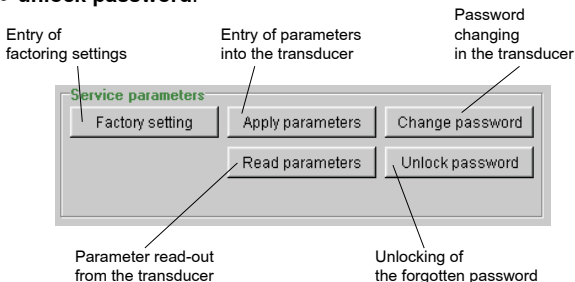 unlock password.
Password
Entry of
Entry of parameters
changing
factoring settings
into the transducer
in the transducer
Service parameters
Factory setting
Apply parameters
Change password
Read parameters
Unlock password
Parameter read-out
Unlocking of
from the transducer
the forgotten password